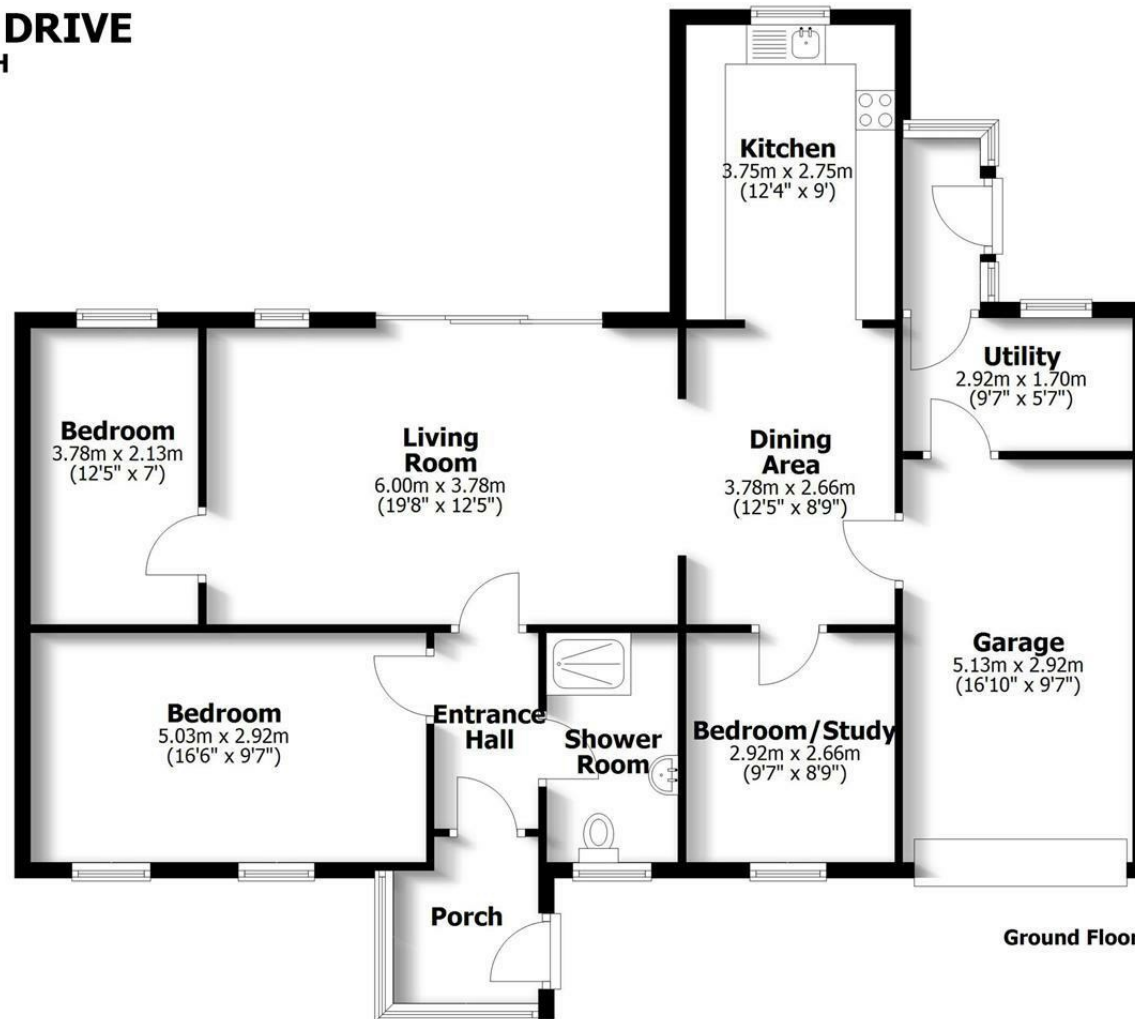 DRIVE
Kitchen
3.75m x 2.75m
(12'4" x 9')
Utility
2.92m x 1.70m
(9'7" x 5'7")
Bedroom
3.78m x 2.13m
(12'5" x 7')
Living
Room
6.00m x 3.78m
(19'8" x 12'5")
Dining
Area
3.78m x 2.66m
(12'5" x 8'9")
Garage
5.13m x 2.92m
(16'10" x 9'7")
Bedroom
5.03m x 2.92m
(16'6" x 9'7")
Entrance
Hall
Shower
Room
Bedroom/Study
2.92m x 2.66m
(9'7" x 8'9")
Porch
Ground Floor